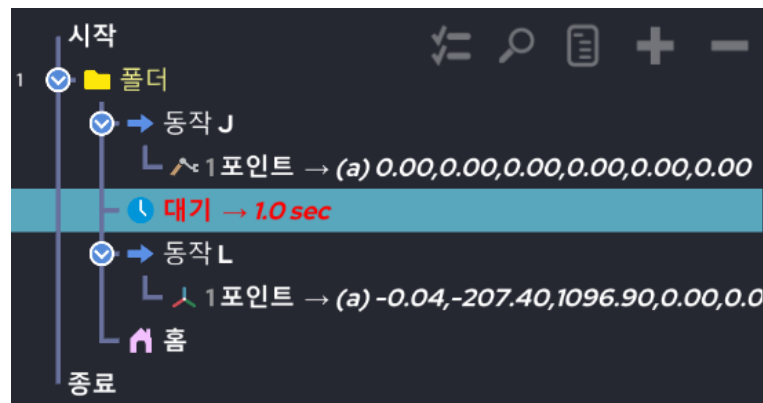 시작
1 폴더
동작 J
1 포인트 → (a) 0.00,0.00,0.00,0.00,0.00,0.00
대기 → 1.0 sec
동작 L
1 포인트 → (a) -0.04,-207.40,1096.90,0.00,0.0
홈
종료